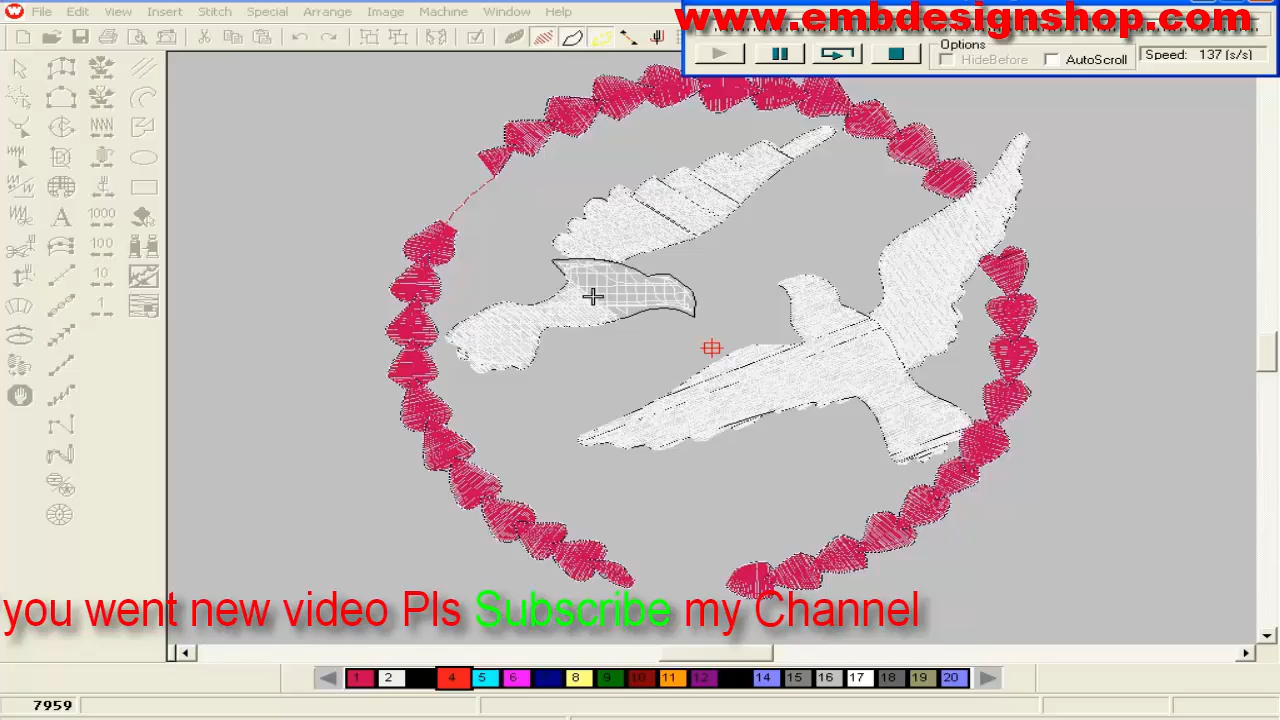 www.embdesignshop.com
File Edit View Insert Stitch Special Arrange Image Machine Window Help
Options
HideBefore
AutoScroll
Speed: 137 (s/s)
1000
100
10
1
you went new video Pls Subscribe my Channel
1 2 4 5 6 8 9 10 11 12 14 15 16 17 18 19 20
7959